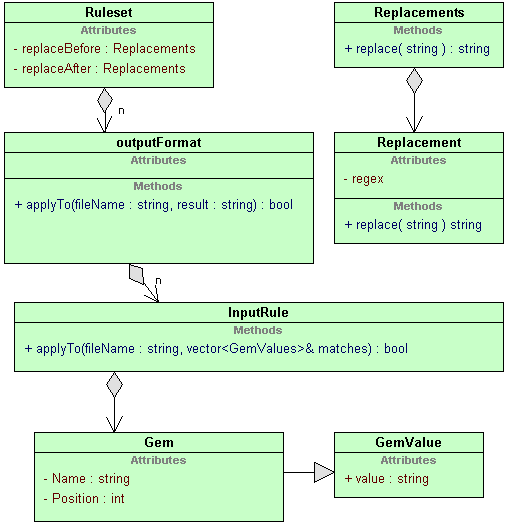 Ruleset
Attributes
- replaceBefore : Replacements
- replaceAfter : Replacements
n
outputFormat
Attributes
Methods
+ applyTo(fileName : string, result : string) : bool
n
Replacements
Methods
+ replace( string ) : string
Replacement
Attributes
- regex
Methods
+ replace( string ) string
InputRule
Methods
+ applyTo(fileName : string, vector<GemValues>& matches) : bool
Gem
Attributes
- Name : string
- Position : int
GemValue
Attributes
+ value : string